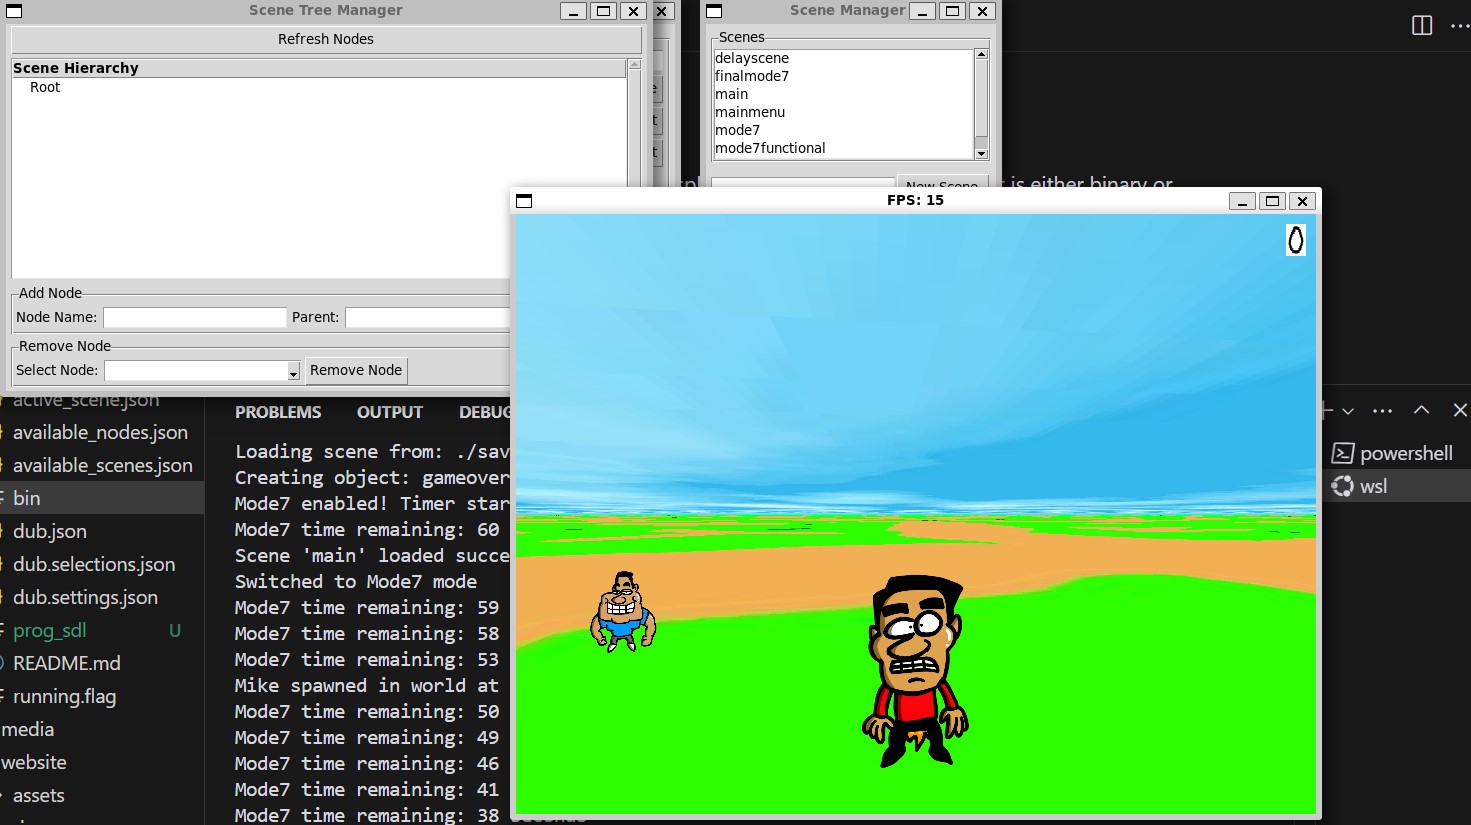 Scene Tree Manager
Refresh Nodes
Scene Hierarchy
Root
Add Node
Node Name:
Parent:
Remove Node
Select Node:
Remove Node
Scene Manager
Scenes
delayscene
finalmode7
main
mainmenu
mode7
mode7functional
New Scene
is either binary or
FPS: 15
0
active_scene.json
available_nodes.json
available_scenes.json
bin
dub.json
dub.selections.json
dub.settings.json
prog_sdl U
README.md
running.flag
media
website
assets
PROBLEMS OUTPUT
Loading scene from:
Creating object:
Mode7 enabled! Timer
Mode7 time remaining: 60
Scene 'main' loaded
Switched to Mode7 mode
Mode7 time remaining: 59
Mode7 time remaining: 58
Mode7 time remaining: 53
Mike spawned in world at
Mode7 time remaining: 50
Mode7 time remaining: 49
Mode7 time remaining: 46
Mode7 time remaining: 41
Mode7 time remaining: 38
powershell
wsl